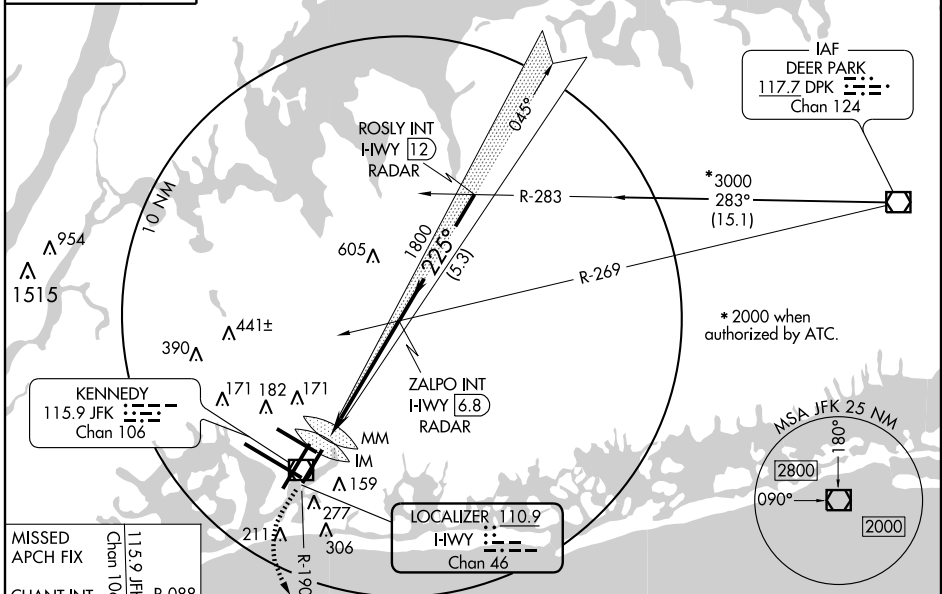 IAF
DEER PARK
117.7 DPK
Chan 124
ROSLY INT
I-WY 12
RADAR
045°
10 NM
R-283
*3000
283°
(15.1)
954
1515
605
1800
225°
(5.3)
R-269
* 2000 when
authorized by ATC.
441±
390
171 182 171
KENNEDY
115.9 JFK
Chan 106
ZALPO INT
I-IWY 6.8
RADAR
MM
IM
159
277
211
306
R-190
LOCALIZER 110.9
I-IWY
Chan 46
MSA JFK 25 NM
180°
2800
090°
2000
MISSED
APCH FIX
115.9 JFK
Chan 106
CHANT INT
R-088